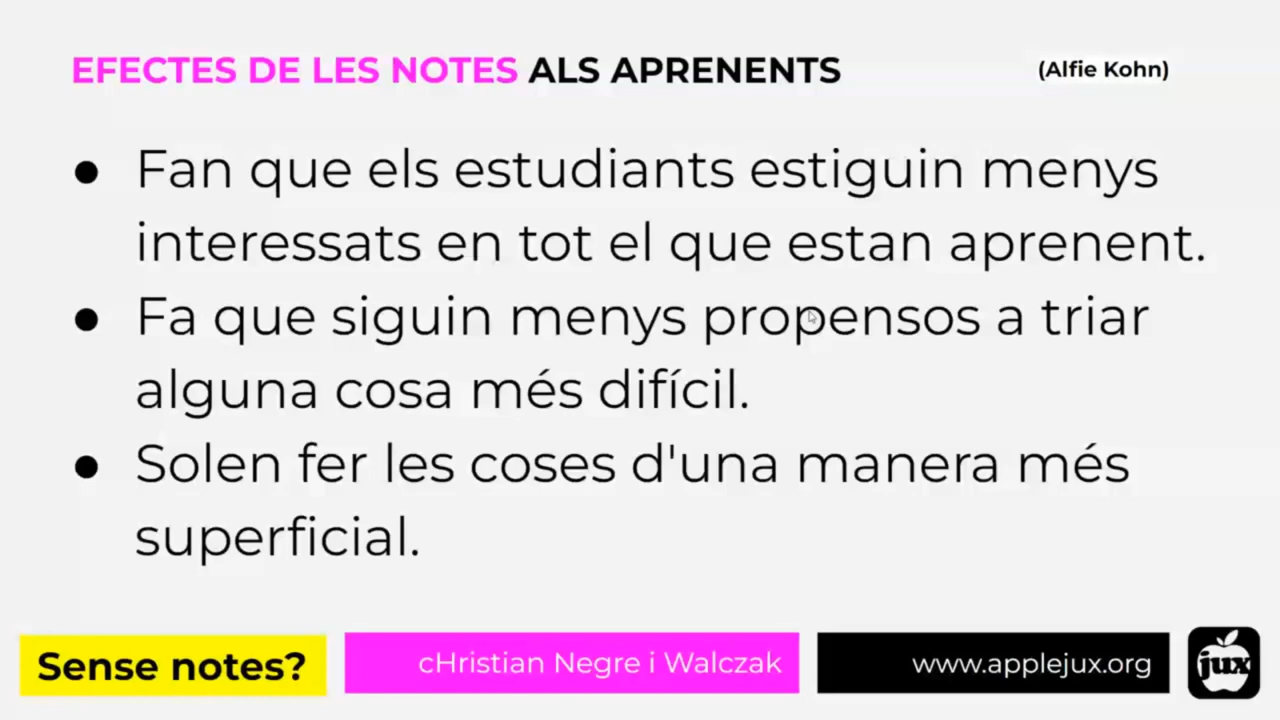 EFECTES DE LES NOTES ALS APRENENTS
(Alfie Kohn)
● Fan que els estudiants estiguin menys
interessats en tot el que estan aprenent.
● Fa que siguin menys propensos a triar
alguna cosa més difícil.
● Solen fer les coses d'una manera més
superficial.
Sense notes?
cHristian Negre i Walczak
www.applejux.org
jux